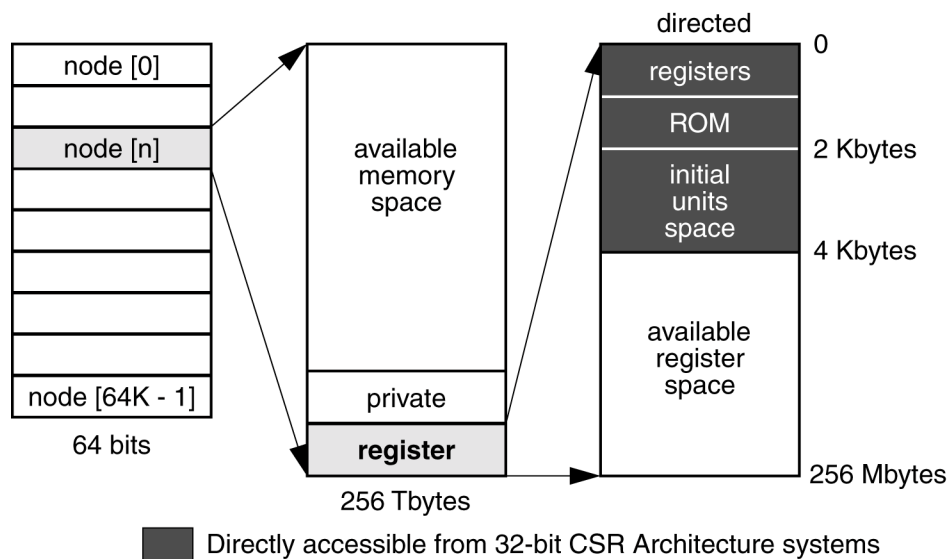 node [0]
node [n]
node [64K - 1]
64 bits
available
memory
space
private
register
256 Tbytes
directed
registers
ROM
initial
units
space
available
register
space
0
2 Kbytes
4 Kbytes
256 Mbytes
Directly accessible from 32-bit CSR Architecture systems